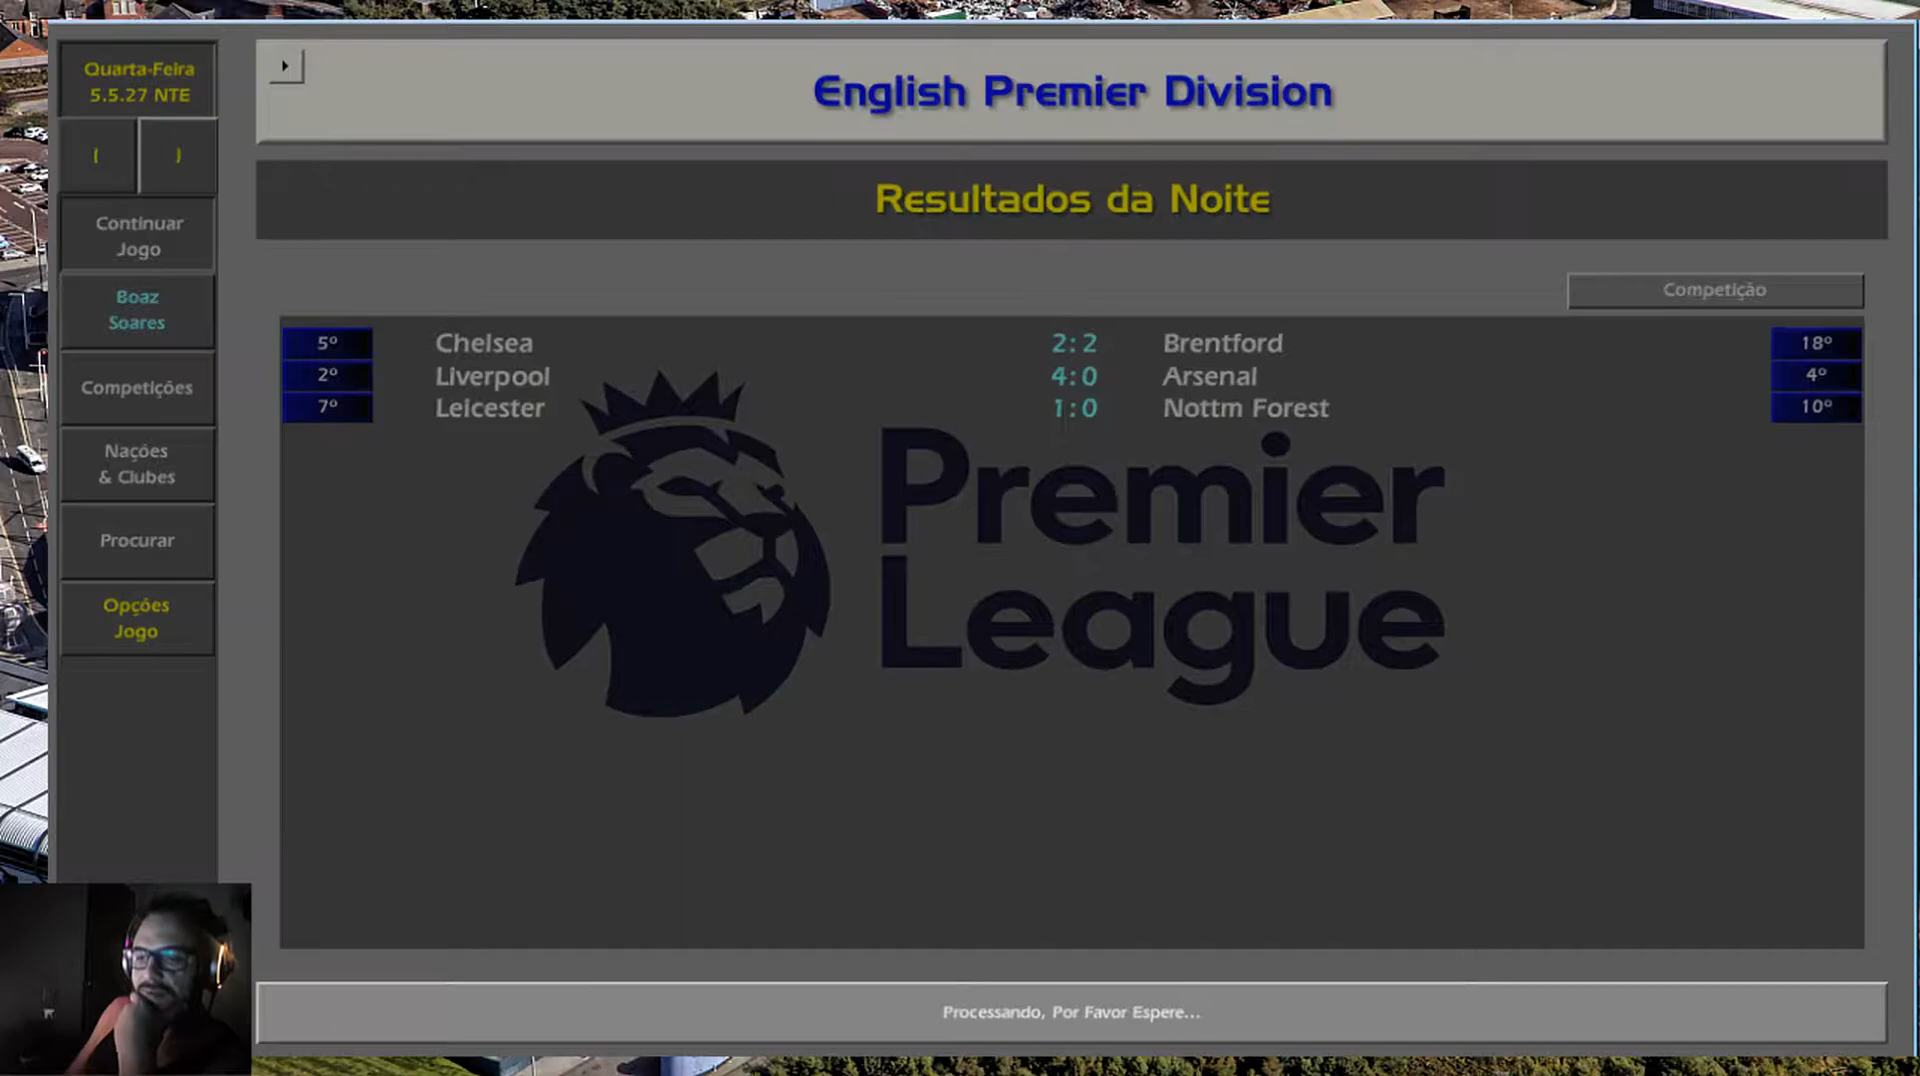 Quarta-Feira
5.5.27 NTE
( )
Continuar
Jogo
Boaz
Soares
Competições
Nações
& Clubes
Procurar
Opções
Jogo
English Premier Division
Resultados da Noite
Competição
5º Chelsea 2:2 Brentford 18º
2º Liverpool 4:0 Arsenal 4º
7º Leicester 1:0 Nottm Forest 10º
Premier
League
Processando, Por Favor Espere...